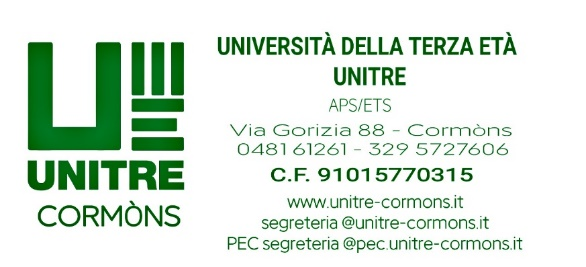 UNITRE
CORMÒNS
UNIVERSITÀ DELLA TERZA ETÀ
UNITRE
APS/ETS
Via Gorizia 88 - Cormòns
0481 61261 - 329 5727606
C.F. 91015770315
www.unitre-cormons.it
segreteria @unitre-cormons.it
PEC segreteria @pec.unitre-cormons.it